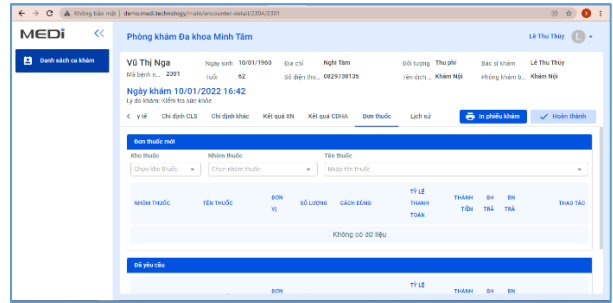 Không bảo mật | demo.med.technology/main/encounter-detail/2304/2301
MEDi
Phòng khám Đa khoa Minh Tâm
Lê Thu Thủy
L
Danh sách ca khám
Vũ Thị Nga
Ngày sinh 10/01/1960
Địa chỉ Nghi Tàm
Đối tượng Thu phí
Bác sĩ khám Lê Thu Thủy
Mã bệnh n... 2301
Tuổi 62
Số điện tho... 0829738135
Tên dịch ... Khám Nội
Phòng khám b... Khám Nội
Ngày khám 10/01/2022 16:42
Lý do khám: Kiểm tra sức khỏe
y tế
Chỉ định CLS
Chỉ định khác
Kết quả XN
Kết quả CDHA
Đơn thuốc
Lịch sử
In phiếu khám
Hoàn thành
Đơn thuốc mới
Kho thuốc
Nhóm thuốc
Tên thuốc
Chọn kho thuốc
Chọn nhóm thuốc
Nhập tên thuốc
NHÓM THUỐC
TÊN THUỐC
ĐƠN VỊ
SỐ LƯỢNG
CÁCH DÙNG
TỶ LỆ THANH TOÁN
THÀNH TIỀN
BH TRẢ
BN TRẢ
THAO TÁC
Không có dữ liệu
Đã yêu cầu
ĐƠN
TỶ LỆ
THÀNH
BH
BN